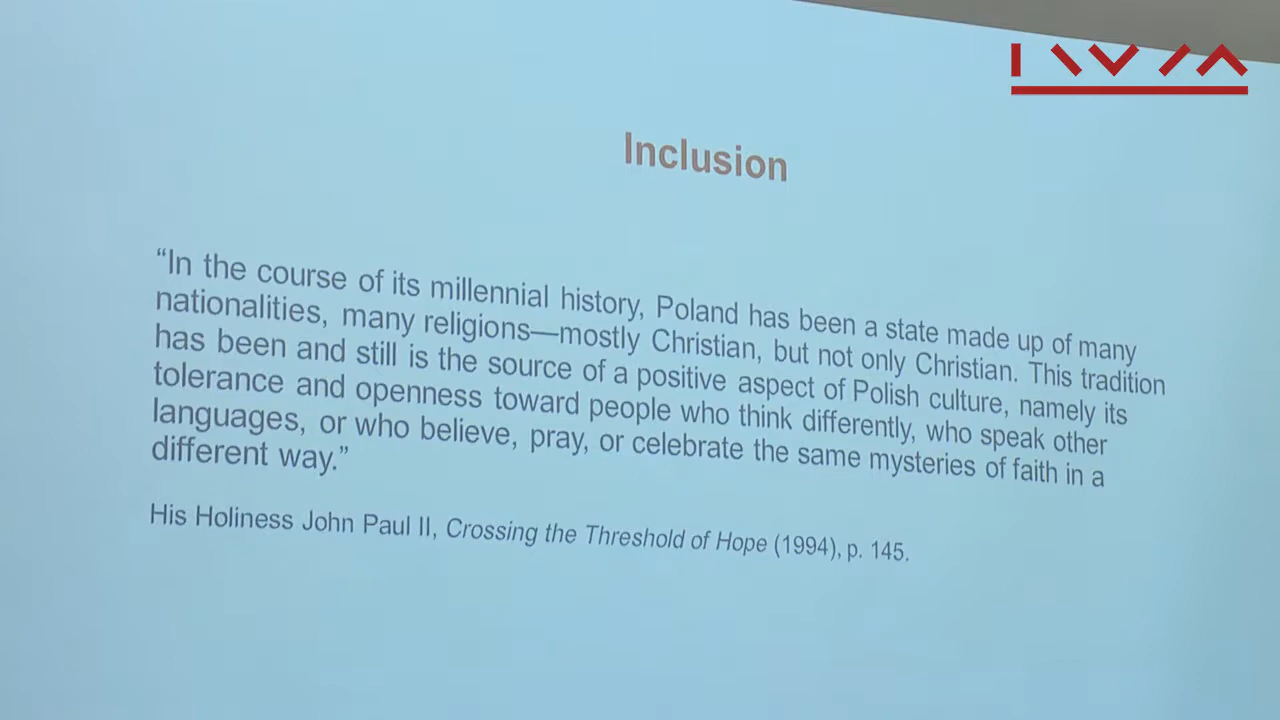 Inclusion
“In the course of its millennial history, Poland has been a state made up of many
nationalities, many religions—mostly Christian, but not only Christian. This tradition
has been and still is the source of a positive aspect of Polish culture, namely its
tolerance and openness toward people who think differently, who speak other
languages, or who believe, pray, or celebrate the same mysteries of faith in a
different way.”
His Holiness John Paul II, Crossing the Threshold of Hope (1994), p. 145.